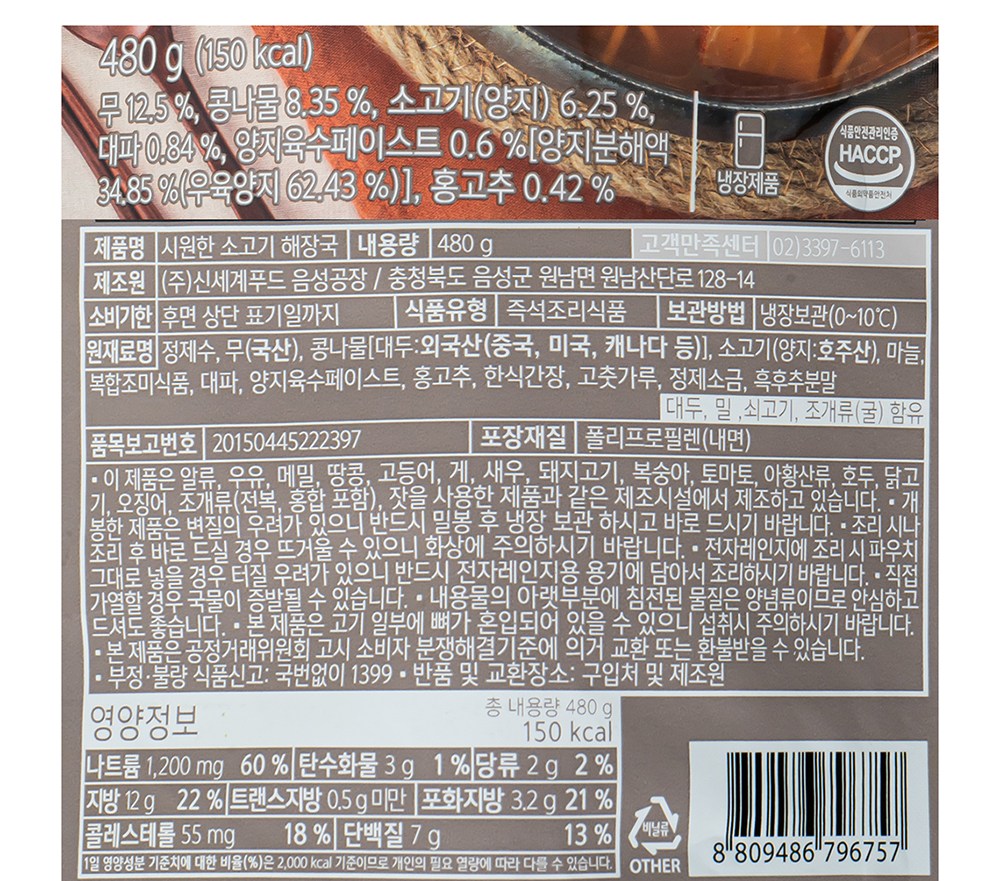 480 g (150 kcal)
무 12.5 %, 콩나물 8.35 %, 소고기(양지) 6.25 %,
대파 0.84 %, 양지육수페이스트 0.6 %[양지분해액
34.85 %(우육양지 62.43 %)], 홍고추 0.42 %
냉장제품
식품안전관리인증
HACCP
식품의약품안전처
제품명 시원한 소고기 해장국 내용량 480 g 고객만족센터 02)3397-6113
제조원 (주)신세계푸드 음성공장 / 충청북도 음성군 원남면 원남산단로 128-14
소비기한 후면 상단 표기일까지 식품유형 즉석조리식품 보관방법 냉장보관(0~10℃)
원재료명 정제수, 무(국산), 콩나물[대두:외국산(중국, 미국, 캐나다 등)], 소고기(양지:호주산), 마늘,
복합조미식품, 대파, 양지육수페이스트, 홍고추, 한식간장, 고춧가루, 정제소금, 흑후추분말
대두, 밀 ,쇠고기, 조개류(굴) 함유
품목보고번호 20150445222397 포장재질 폴리프로필렌(내면)
▪ 이 제품은 알류, 우유, 메밀, 땅콩, 고등어, 게, 새우, 돼지고기, 복숭아, 토마토, 아황산류, 호두, 닭고
기, 오징어, 조개류(전복, 홍합 포함), 잣을 사용한 제품과 같은 제조시설에서 제조하고 있습니다. ▪ 개
봉한 제품은 변질의 우려가 있으니 반드시 밀봉 후 냉장 보관 하시고 바로 드시기 바랍니다. ▪ 조리 시나
조리 후 바로 드실 경우 뜨거울 수 있으니 화상에 주의하시기 바랍니다. ▪ 전자레인지에 조리 시 파우치
그대로 넣을 경우 터질 우려가 있으니 반드시 전자레인지용 용기에 담아서 조리하시기 바랍니다. ▪ 직접
가열할 경우 국물이 증발될 수 있습니다. ▪ 내용물의 아랫부분에 침전된 물질은 양념류이므로 안심하고
드셔도 좋습니다. ▪ 본 제품은 고기 일부에 뼈가 혼입되어 있을 수 있으니 섭취시 주의하시기 바랍니다.
▪ 본 제품은 공정거래위원회 고시 소비자 분쟁해결기준에 의거 교환 또는 환불받을 수 있습니다.
▪ 부정·불량 식품신고: 국번없이 1399 ▪ 반품 및 교환장소: 구입처 및 제조원
영양정보
총 내용량 480 g
150 kcal
나트륨 1,200 mg 60 % 탄수화물 3 g 1 % 당류 2 g 2 %
지방 12 g 22 % 트랜스지방 0.5 g 미만 포화지방 3.2 g 21 %
콜레스테롤 55 mg 18 % 단백질 7 g 13 %
1일 영양성분 기준치에 대한 비율(%)은 2,000 kcal 기준이므로 개인의 필요 열량에 따라 다를 수 있습니다.
비닐류
OTHER
8 809486 796757